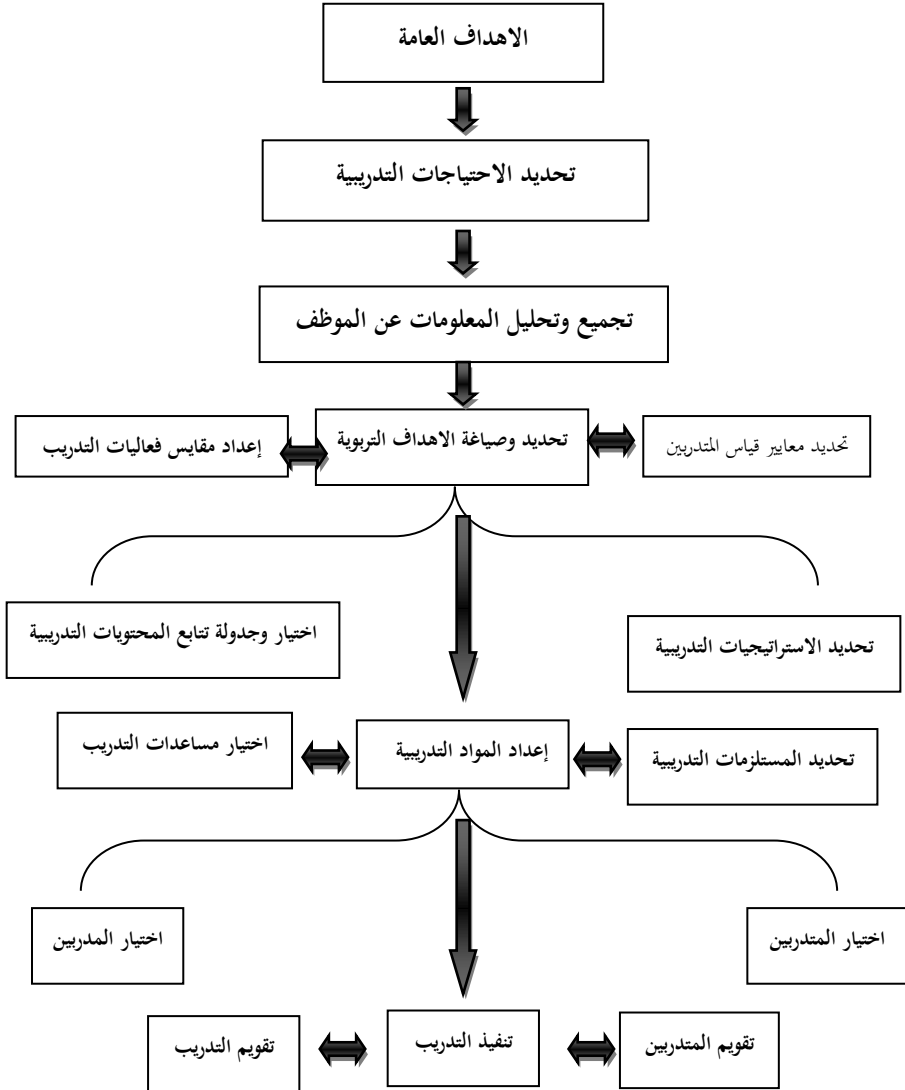 الاهداف العامة
تحديد الاحتياجات التدريبية
تجميع وتحليل المعلومات عن الموظف
تحديد معايير قياس المتدربين
تحديد وصياغة الاهداف التربوية
إعداد مقايس فعاليات التدريب
تحديد الاستراتيجيات التدريبية
اختيار وجدولة تتابع المحتويات التدريبية
تحديد المستلزمات التدريبية
إعداد المواد التدريبية
اختيار مساعدات التدريب
اختيار المتدربين
اختيار المدربين
تقويم المتدربين
تنفيذ التدريب
تقويم التدريب